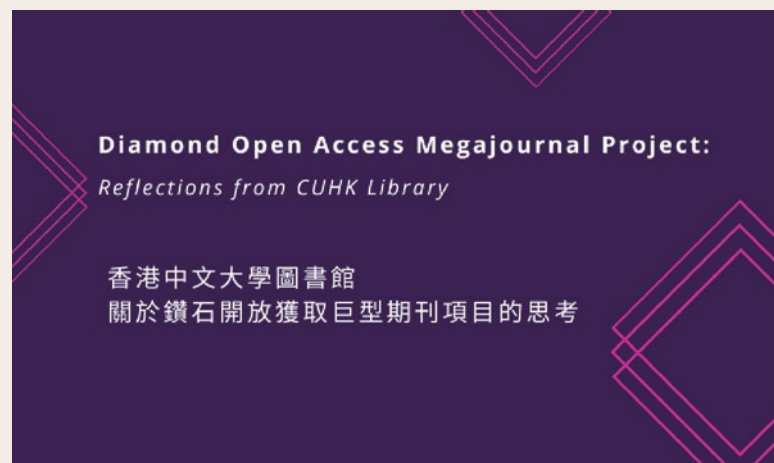 Diamond Open Access Megajournal Project:
Reflections from CUHK Library
香港中文大學圖書館
關於鑽石開放獲取巨型期刊項目的思考